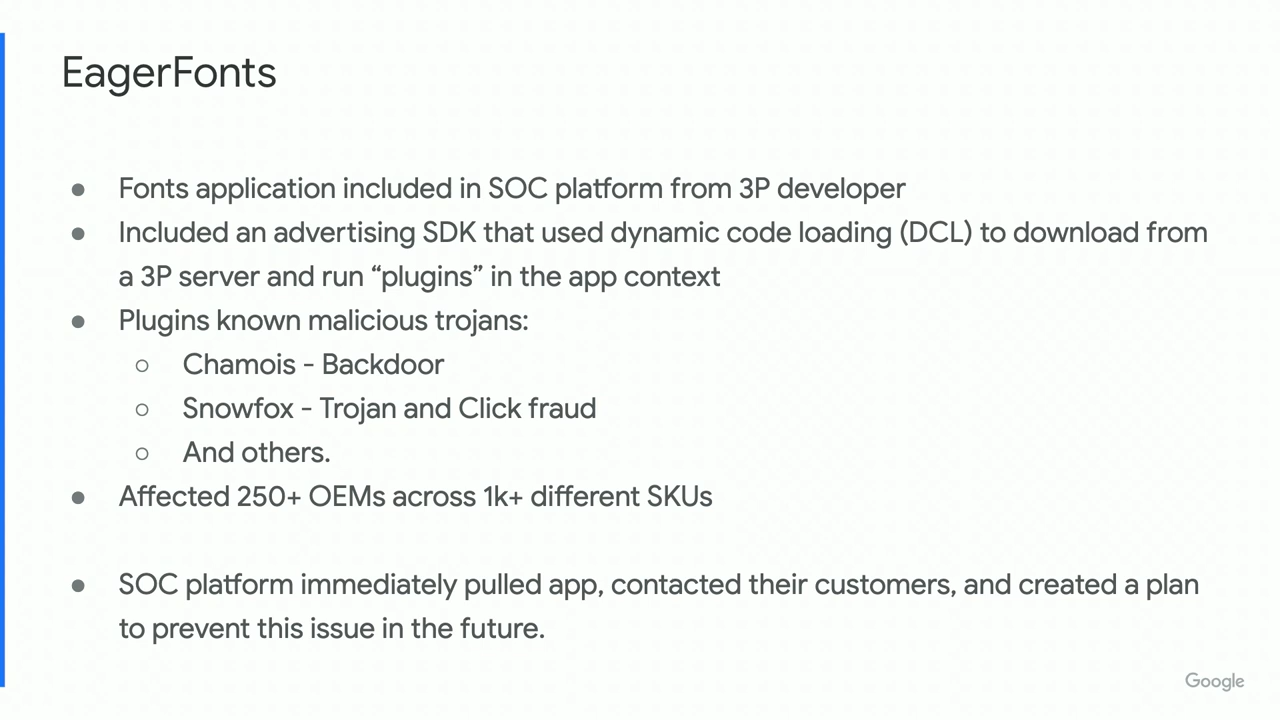 EagerFonts
● Fonts application included in SOC platform from 3P developer
● Included an advertising SDK that used dynamic code loading (DCL) to download from
a 3P server and run “plugins” in the app context
● Plugins known malicious trojans:
○ Chamois - Backdoor
○ Snowfox - Trojan and Click fraud
○ And others.
● Affected 250+ OEMs across 1k+ different SKUs
● SOC platform immediately pulled app, contacted their customers, and created a plan
to prevent this issue in the future.
Google